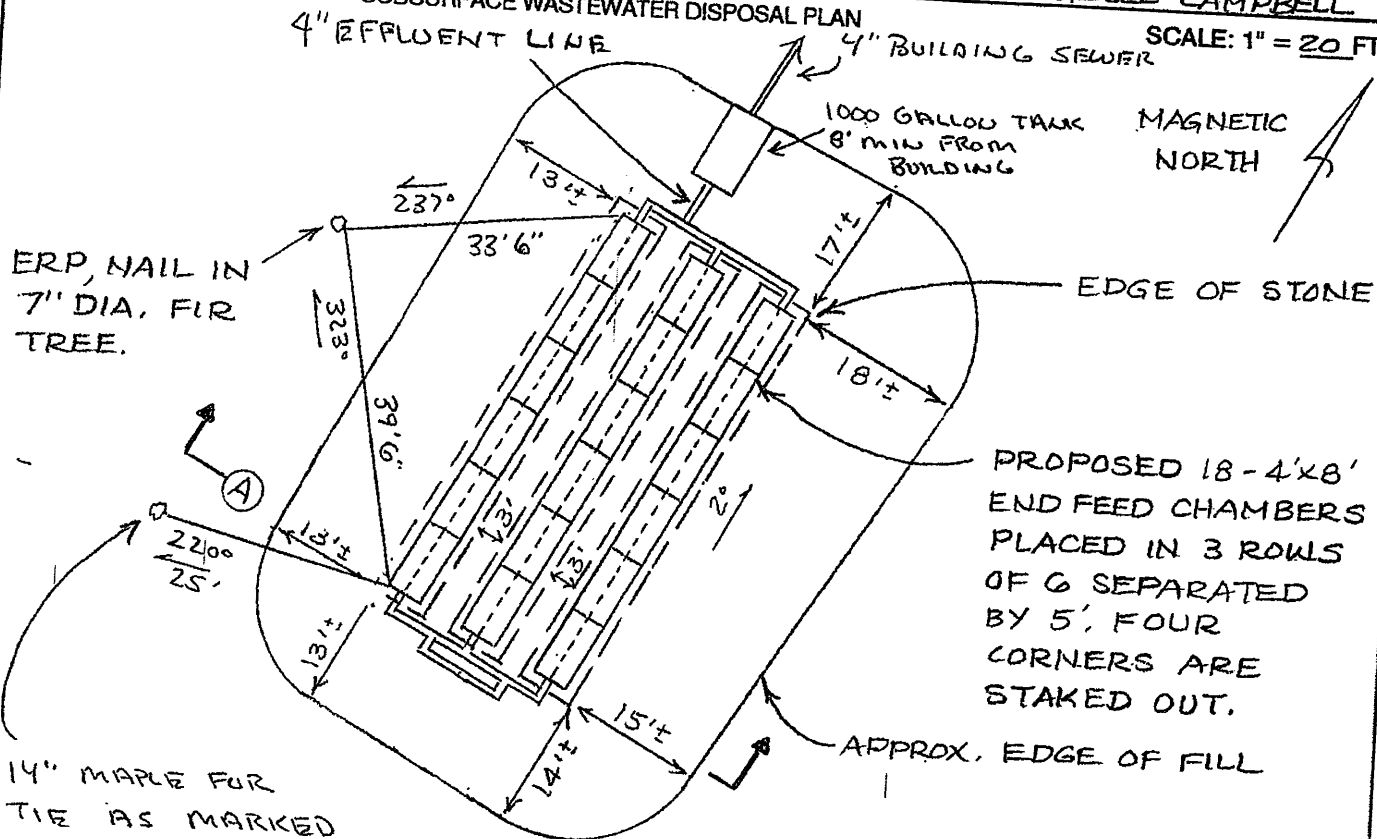 SUBSURFACE WASTEWATER DISPOSAL PLAN
CAMPBELL
SCALE: 1" = 20 FT
4" EFFLUENT LINE
4" BUILDING SEWER
1000 GALLON TANK
8' MIN FROM
BUILDING
MAGNETIC
NORTH
13'±
237°
33'6"
17'±
ERP, NAIL IN
7" DIA. FIR
TREE.
EDGE OF STONE
323°
39'6"
18'±
A
PROPOSED 18-4'x8'
END FEED CHAMBERS
PLACED IN 3 ROWS
OF 6 SEPARATED
BY 5'. FOUR
CORNERS ARE
STAKED OUT.
2°
3'
3'
13'±
25'
13'±
15'±
14'±
APPROX. EDGE OF FILL
14" MAPLE FOR
TIE AS MARKED